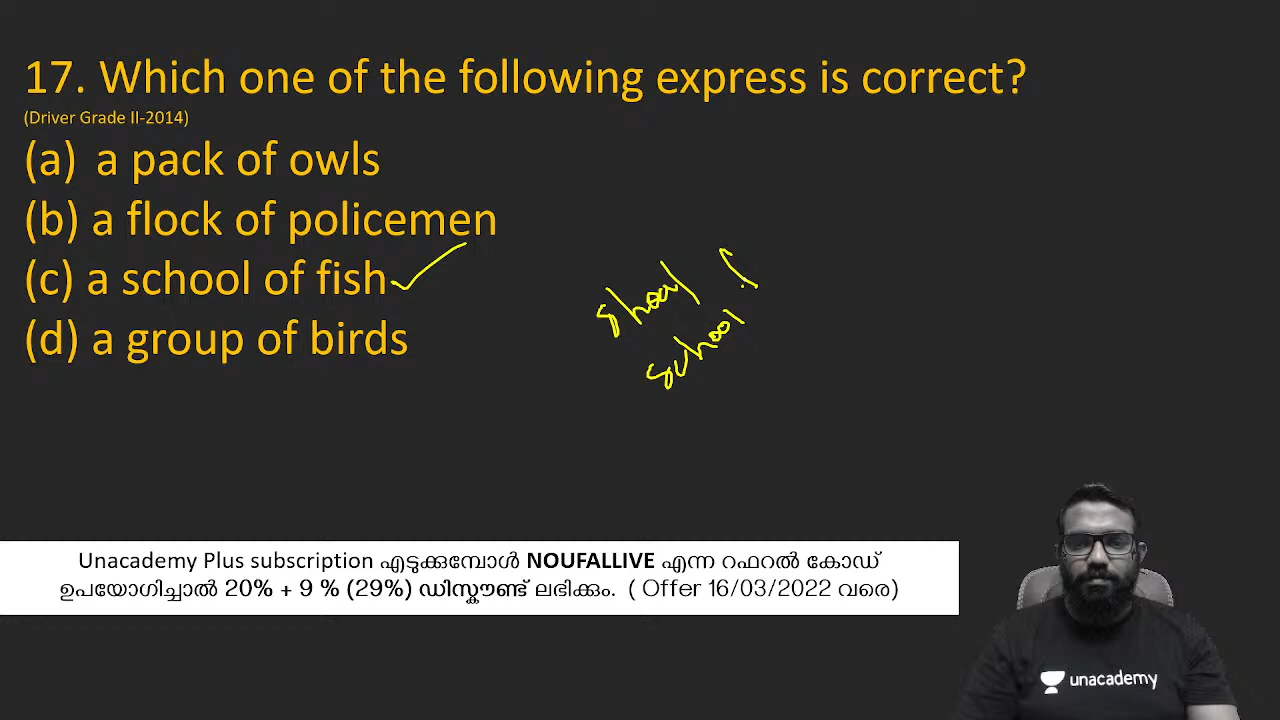 17. Which one of the following express is correct?
(Driver Grade II-2014)
(a) a pack of owls
(b) a flock of policemen
(c) a school of fish
(d) a group of birds
shoal
school
Unacademy Plus subscription എടുക്കുമ്പോൾ NOUFALLIVE എന്ന റഫറൽ കോഡ്
ഉപയോഗിച്ചാൽ 20% + 9 % (29%) ഡിസ്കൗണ്ട് ലഭിക്കും. ( Offer 16/03/2022 വരെ)
unacademy